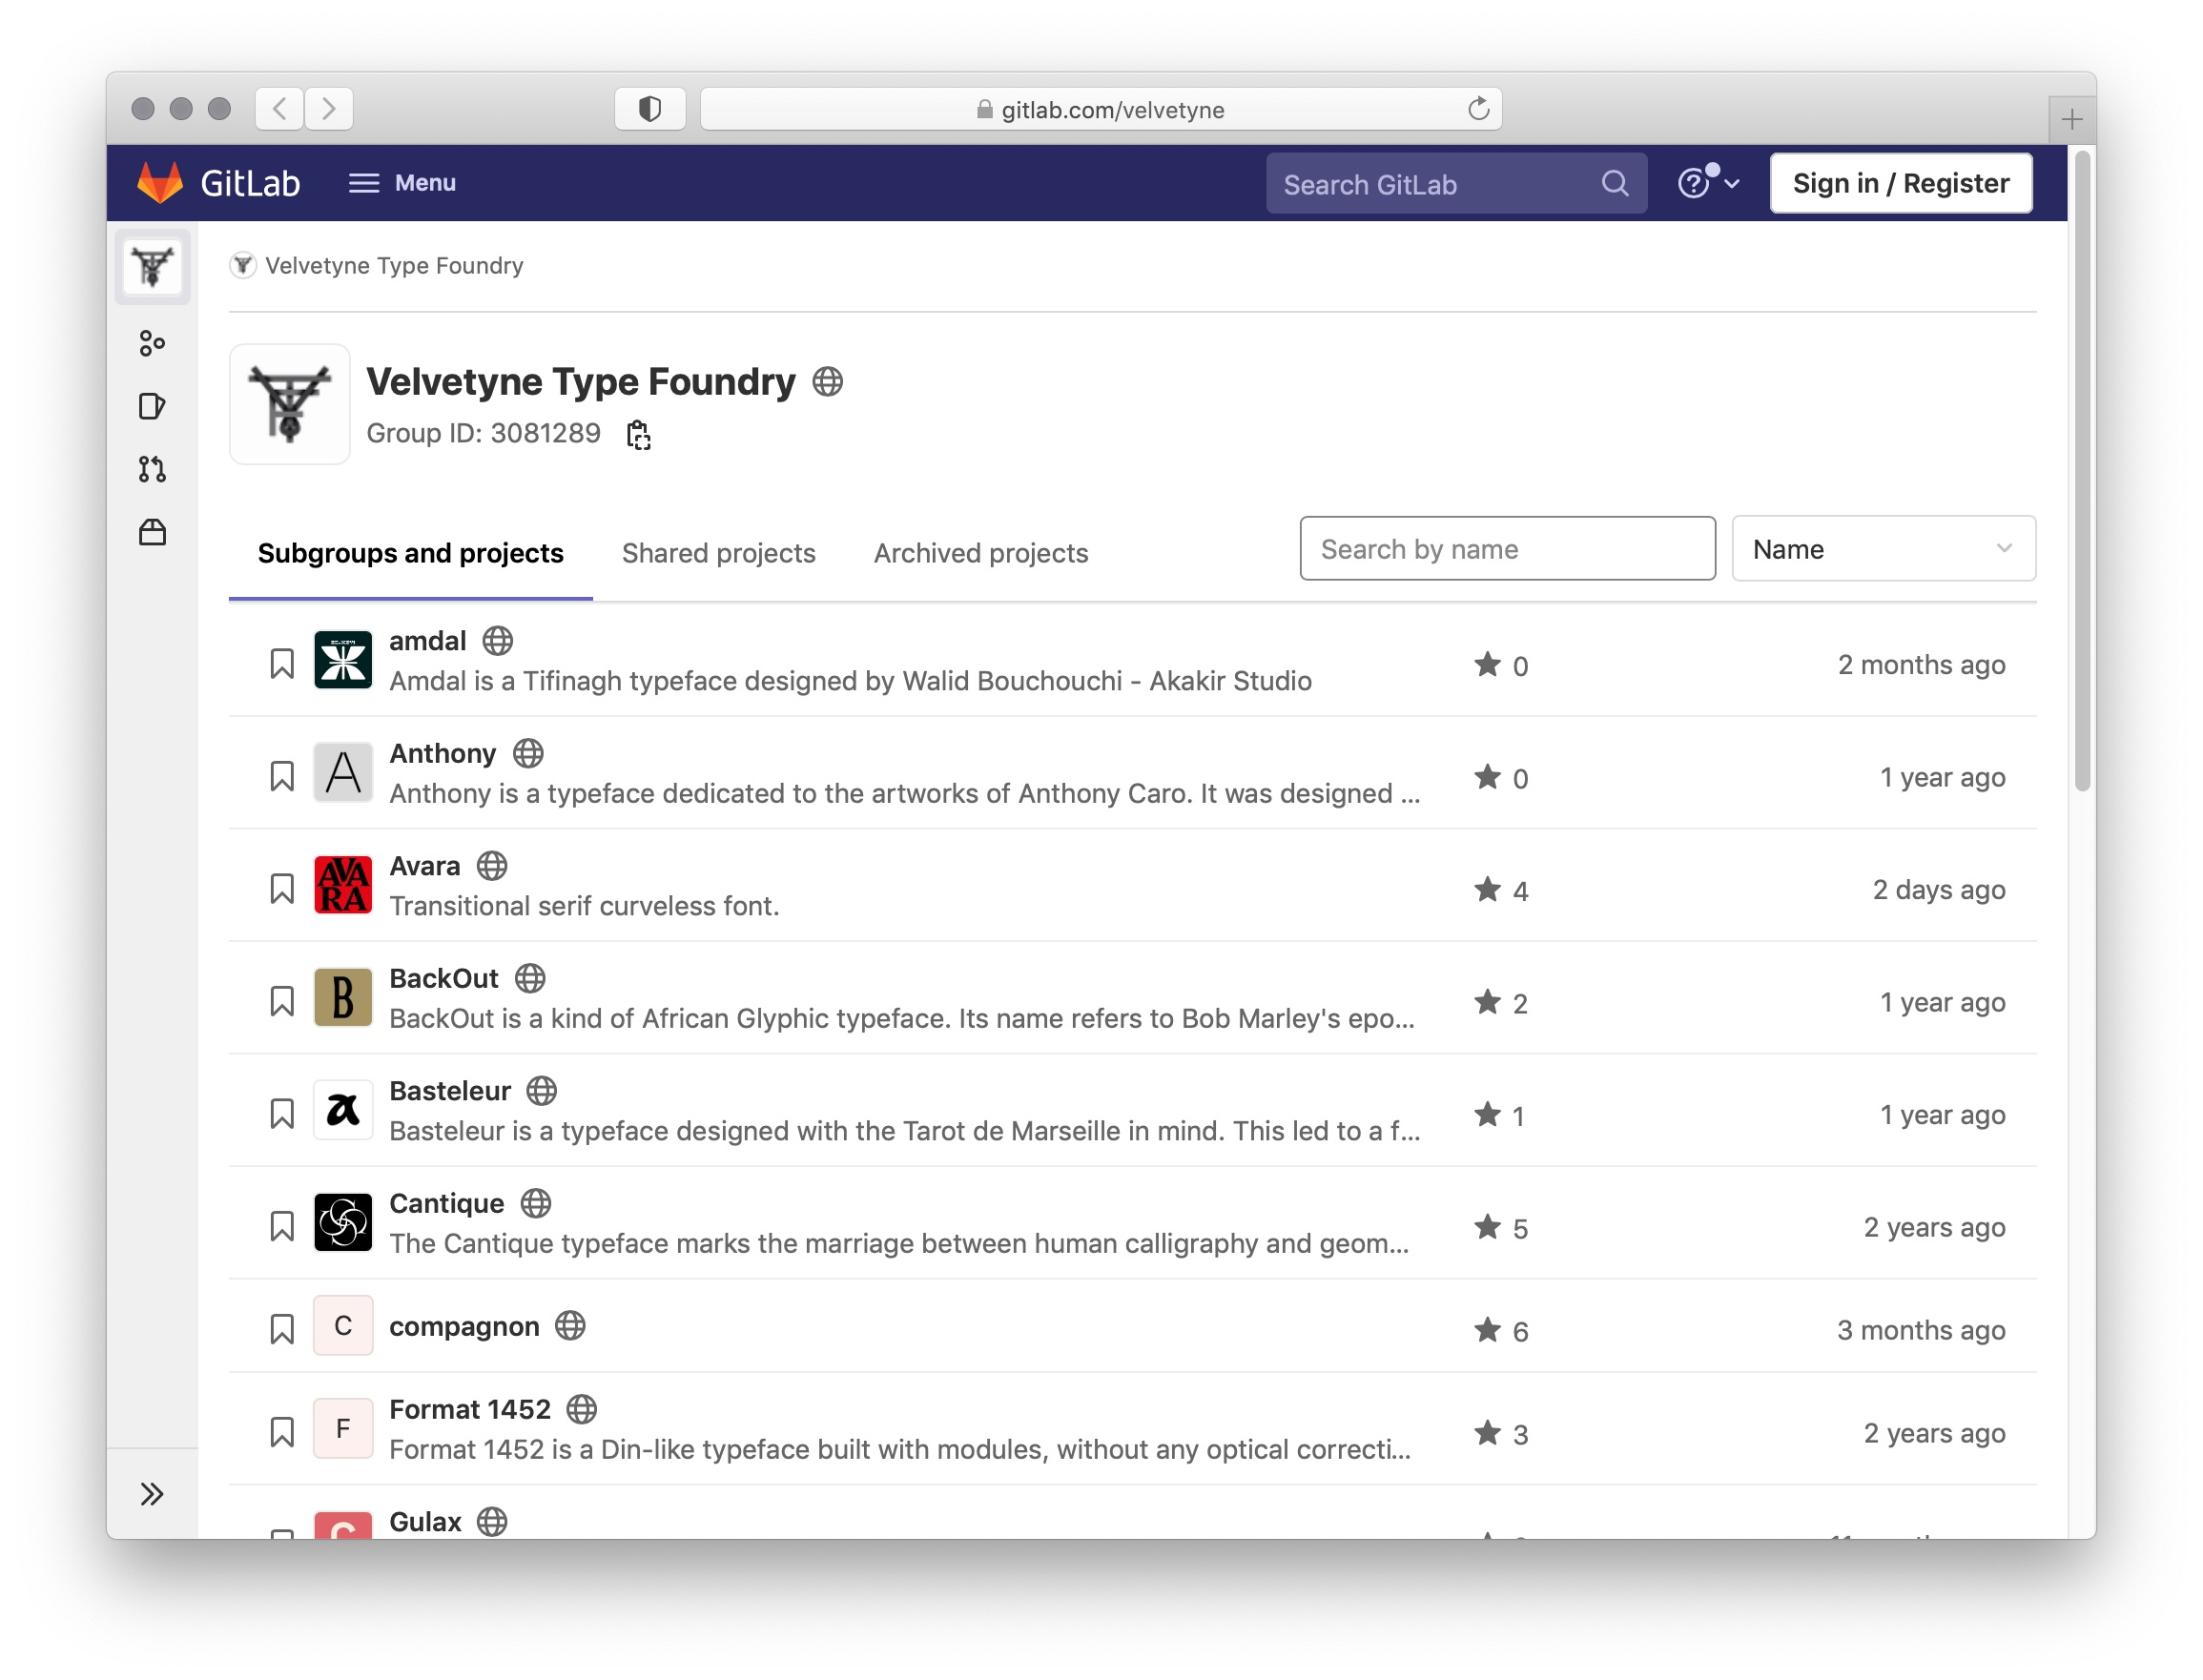 gitlab.com/velvetyne
GitLab
Menu
Search GitLab
Sign in / Register
Velvetyne Type Foundry
Velvetyne Type Foundry
Group ID: 3081289
Subgroups and projects
Shared projects
Archived projects
Search by name
Name
amdal
Amdal is a Tifinagh typeface designed by Walid Bouchouchi - Akakir Studio
0
2 months ago
A
Anthony
Anthony is a typeface dedicated to the artworks of Anthony Caro. It was designed ...
0
1 year ago
AVA
RA
Avara
Transitional serif curveless font.
4
2 days ago
B
BackOut
BackOut is a kind of African Glyphic typeface. Its name refers to Bob Marley's epo...
2
1 year ago
a
Basteleur
Basteleur is a typeface designed with the Tarot de Marseille in mind. This led to a f...
1
1 year ago
Cantique
The Cantique typeface marks the marriage between human calligraphy and geom...
5
2 years ago
C
compagnon
6
3 months ago
F
Format 1452
Format 1452 is a Din-like typeface built with modules, without any optical correcti...
3
2 years ago
Gulax